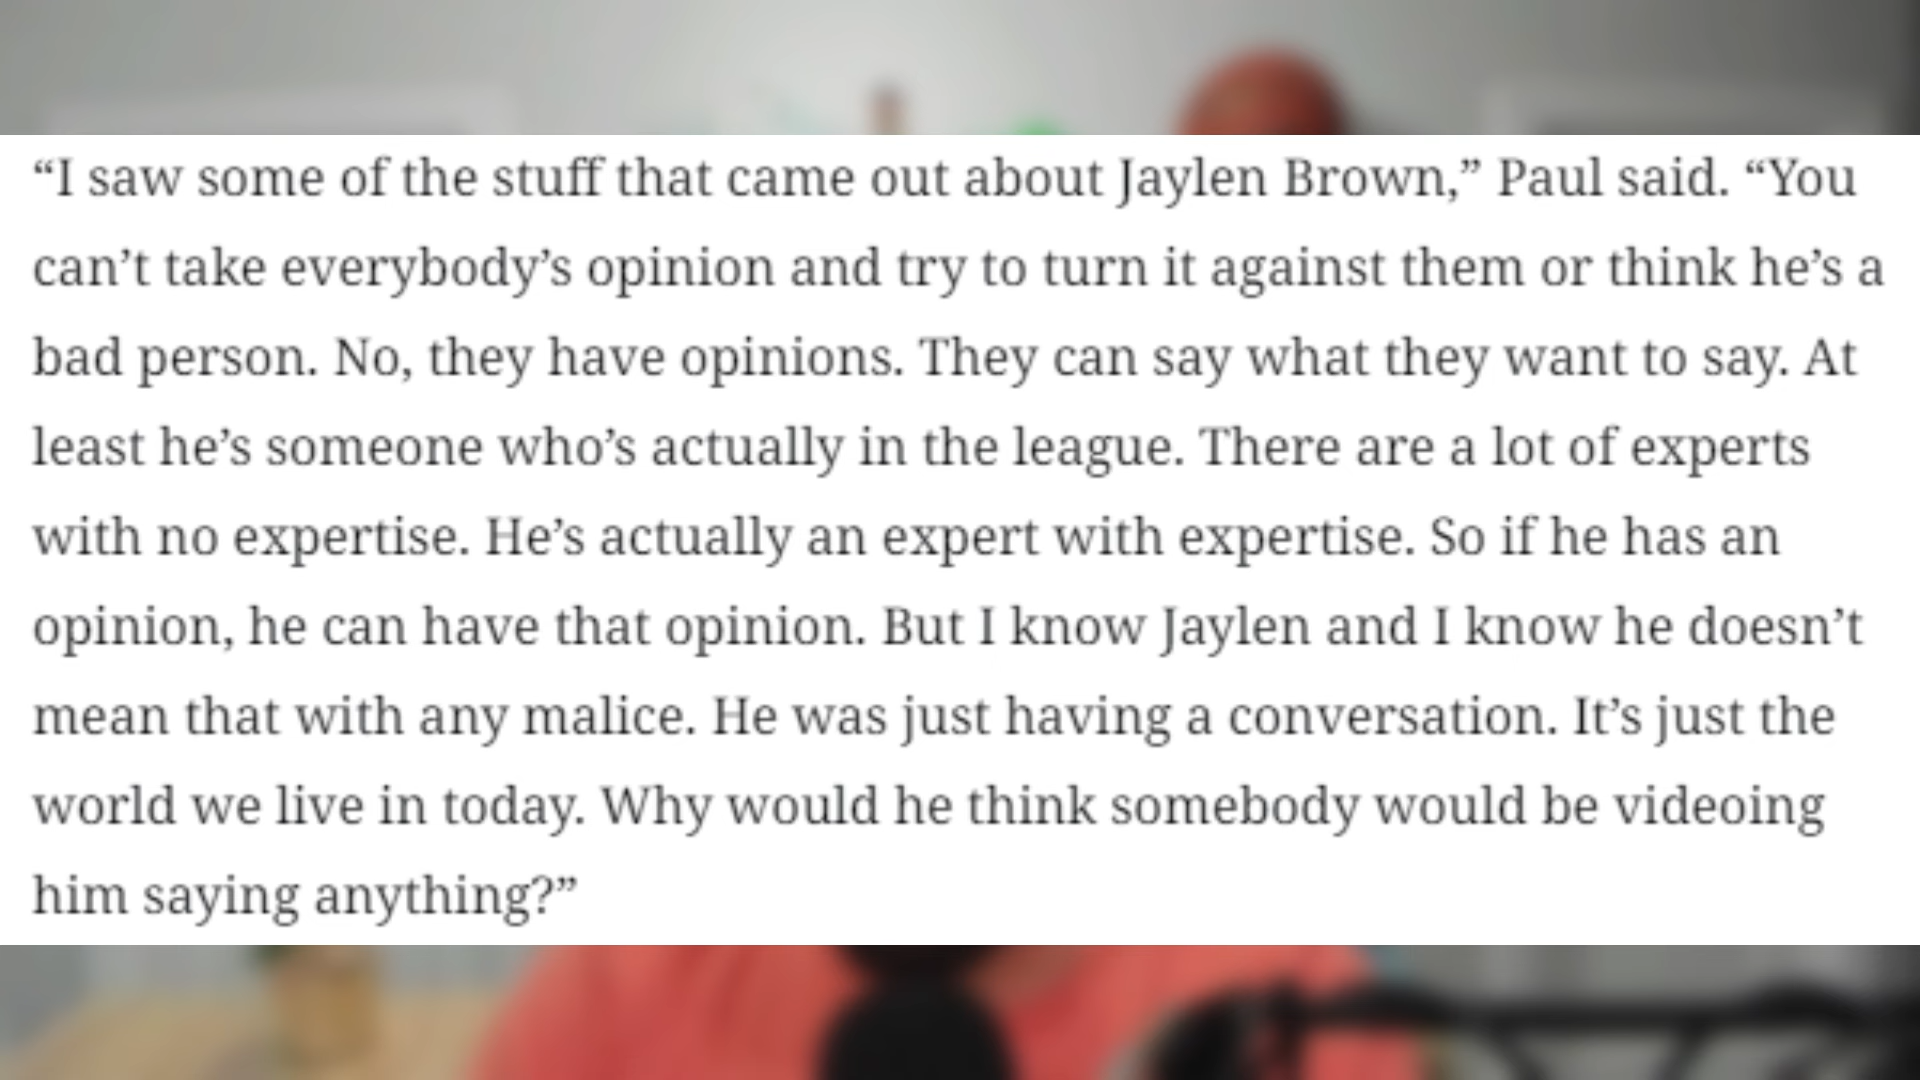 “I saw some of the stuff that came out about Jaylen Brown,” Paul said. “You
can’t take everybody’s opinion and try to turn it against them or think he’s a
bad person. No, they have opinions. They can say what they want to say. At
least he’s someone who’s actually in the league. There are a lot of experts
with no expertise. He’s actually an expert with expertise. So if he has an
opinion, he can have that opinion. But I know Jaylen and I know he doesn’t
mean that with any malice. He was just having a conversation. It’s just the
world we live in today. Why would he think somebody would be videoing
him saying anything?”